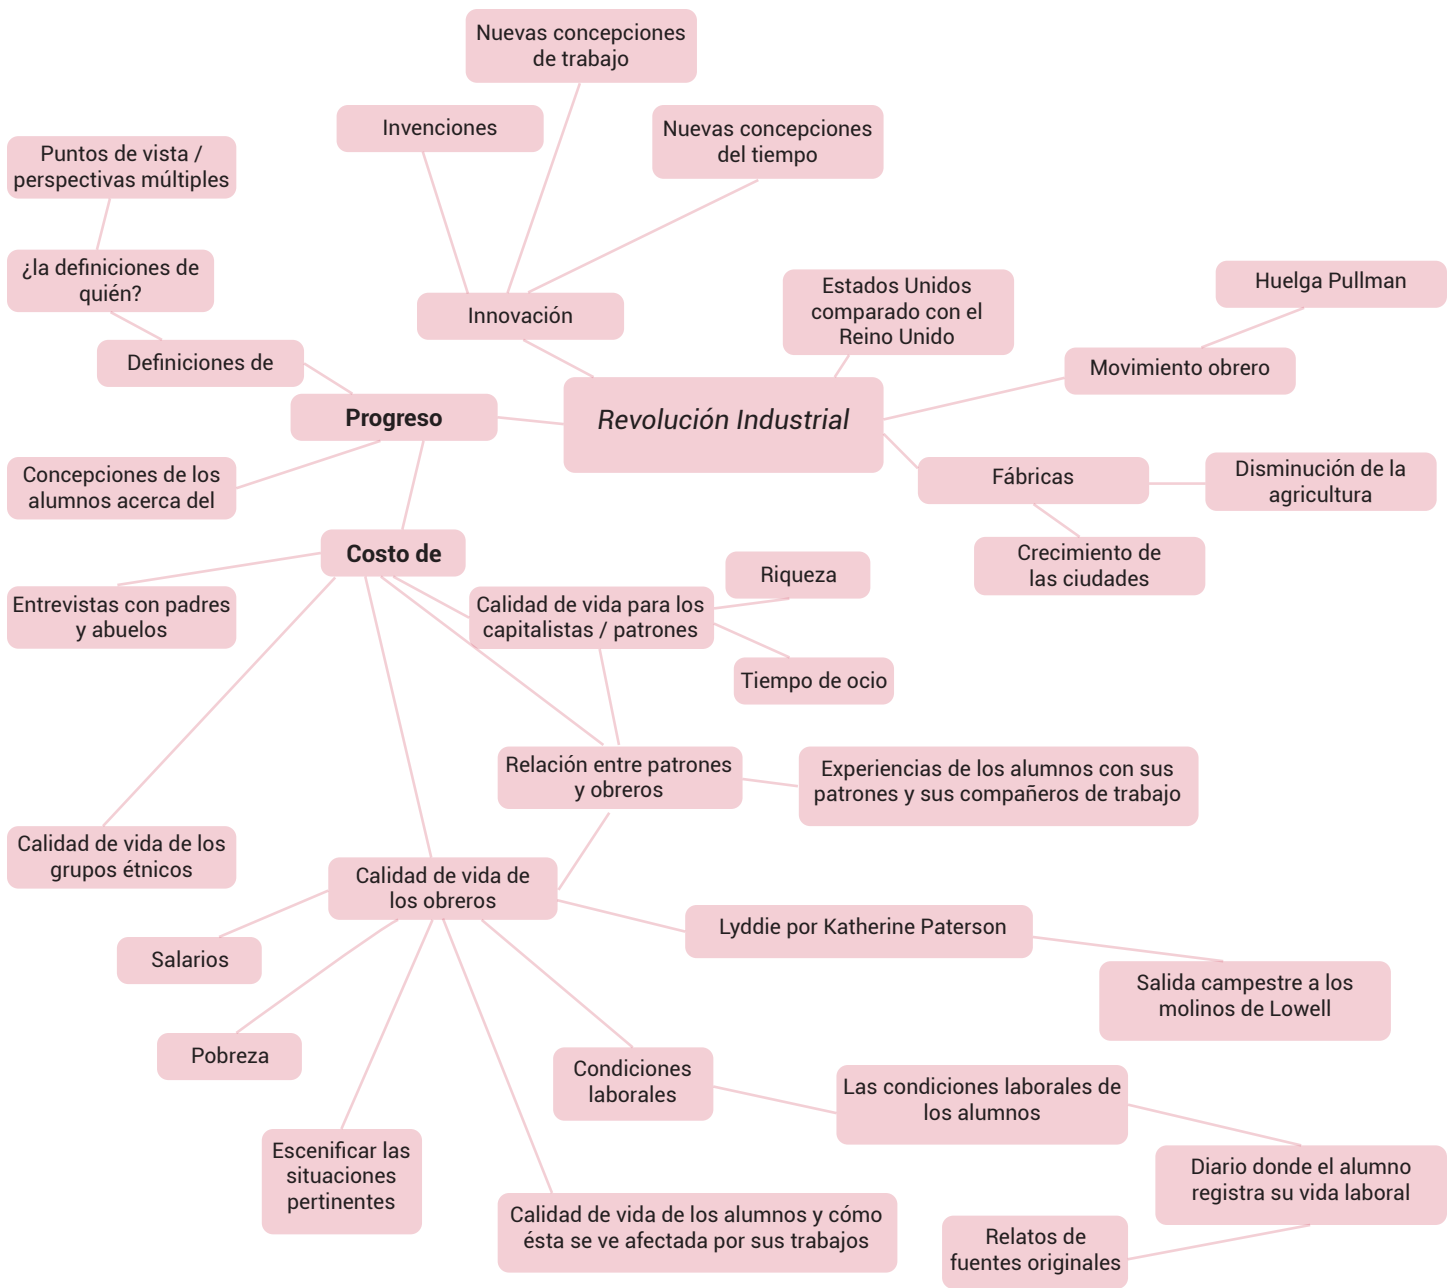 Nuevas concepciones
de trabajo
Invenciones
Nuevas concepciones
del tiempo
Puntos de vista /
perspectivas múltiples
¿la definiciones de
quién?
Innovación
Estados Unidos
comparado con el
Reino Unido
Huelga Pullman
Definiciones de
Movimiento obrero
Progreso
Revolución Industrial
Concepciones de los
alumnos acerca del
Fábricas
Disminución de la
agricultura
Costo de
Crecimiento de
las ciudades
Entrevistas con padres
y abuelos
Calidad de vida para los
capitalistas / patrones
Riqueza
Tiempo de ocio
Relación entre patrones
y obreros
Experiencias de los alumnos con sus
patrones y sus compañeros de trabajo
Calidad de vida de los
grupos étnicos
Calidad de vida de
los obreros
Lyddie por Katherine Paterson
Salarios
Salida campestre a los
molinos de Lowell
Pobreza
Condiciones
laborales
Las condiciones laborales de
los alumnos
Escenificar las
situaciones
pertinentes
Diario donde el alumno
registra su vida laboral
Calidad de vida de los alumnos y cómo
ésta se ve afectada por sus trabajos
Relatos de
fuentes originales